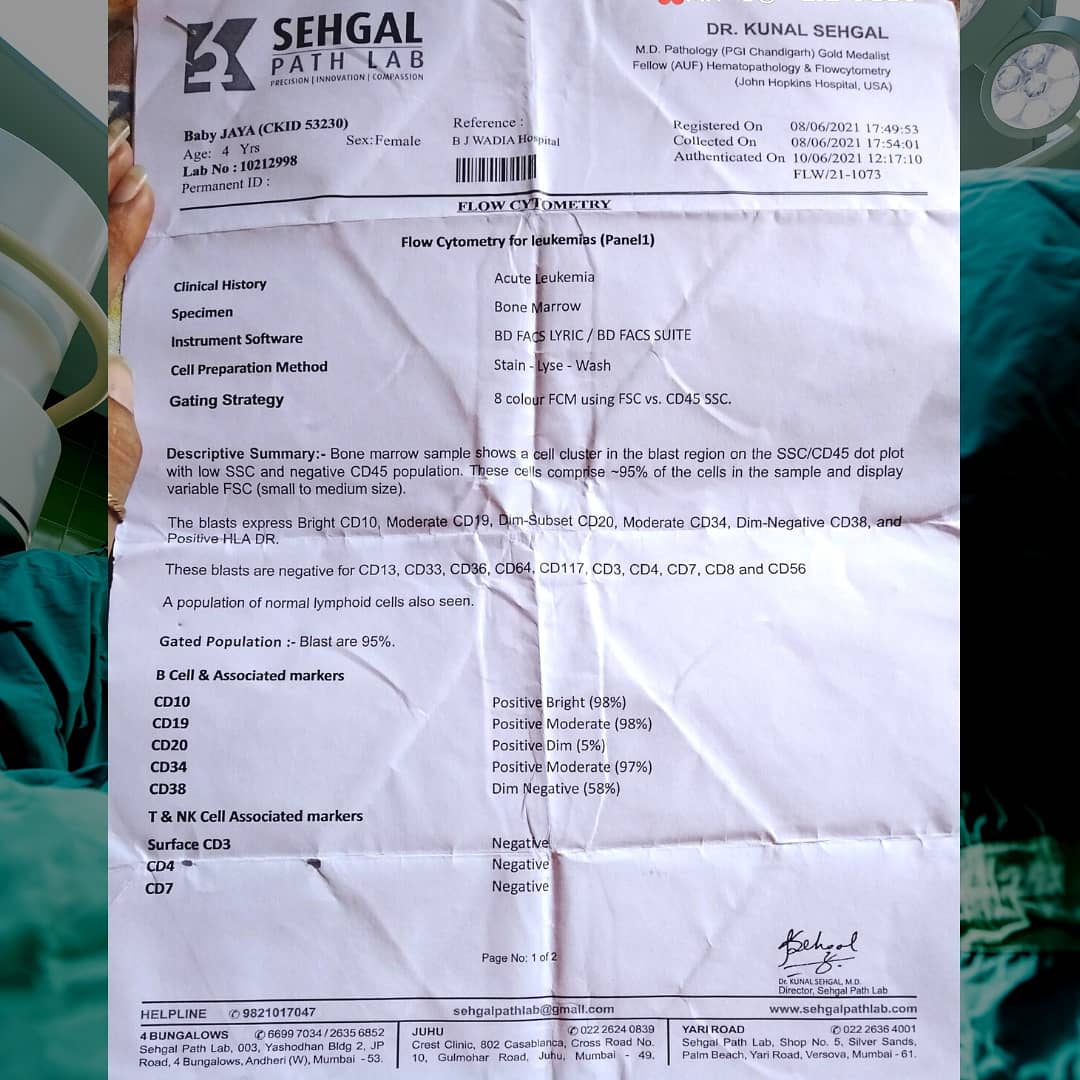 SEHGAL
PATH LAB
PRECISION | INNOVATION | COMPASSION
DR. KUNAL SEHGAL
M.D. Pathology (PGI Chandigarh) Gold Medalist
Fellow (AUF) Hematopathology & Flowcytometry
(John Hopkins Hospital, USA)
Baby JAYA (CKID 53230)
Age: 4 Yrs Sex:Female
Lab No : 10212998
Permanent ID :
Reference :
B J WADIA Hospital
Registered On 08/06/2021 17:49:53
Collected On 08/06/2021 17:54:01
Authenticated On 10/06/2021 12:17:10
FLW/21-1073
FLOW CYTOMETRY
Flow Cytometry for leukemias (Panel1)
Clinical History Acute Leukemia
Specimen Bone Marrow
Instrument Software BD FACS LYRIC / BD FACS SUITE
Cell Preparation Method Stain - Lyse - Wash
Gating Strategy 8 colour FCM using FSC vs. CD45 SSC.
Descriptive Summary:- Bone marrow sample shows a cell cluster in the blast region on the SSC/CD45 dot plot
with low SSC and negative CD45 population. These cells comprise ~95% of the cells in the sample and display
variable FSC (small to medium size).
The blasts express Bright CD10, Moderate CD19, Dim-Subset CD20, Moderate CD34, Dim-Negative CD38, and
Positive HLA DR.
These blasts are negative for CD13, CD33, CD36, CD64, CD117, CD3, CD4, CD7, CD8 and CD56
A population of normal lymphoid cells also seen.
Gated Population :- Blast are 95%.
B Cell & Associated markers
CD10 Positive Bright (98%)
CD19 Positive Moderate (98%)
CD20 Positive Dim (5%)
CD34 Positive Moderate (97%)
CD38 Dim Negative (58%)
T & NK Cell Associated markers
Surface CD3 Negative
CD4 Negative
CD7 Negative
Page No: 1 of 2
Sehgal
Dr. KUNAL SEHGAL, M.D.
Director, Sehgal Path Lab
HELPLINE 9821017047 sehgalpathlab@gmail.com www.sehgalpathlab.com
4 BUNGALOWS 6699 7034 / 2635 6852
Sehgal Path Lab, 003, Yashodhan Bldg 2, JP
Road, 4 Bungalows, Andheri (W), Mumbai - 53.
JUHU 022 2624 0839
Crest Clinic, 802 Casablanca, Cross Road No.
10, Gulmohar Road, Juhu, Mumbai - 49.
YARI ROAD 022 2636 4001
Sehgal Path Lab, Shop No. 5, Silver Sands,
Palm Beach, Yari Road, Versova, Mumbai - 61.